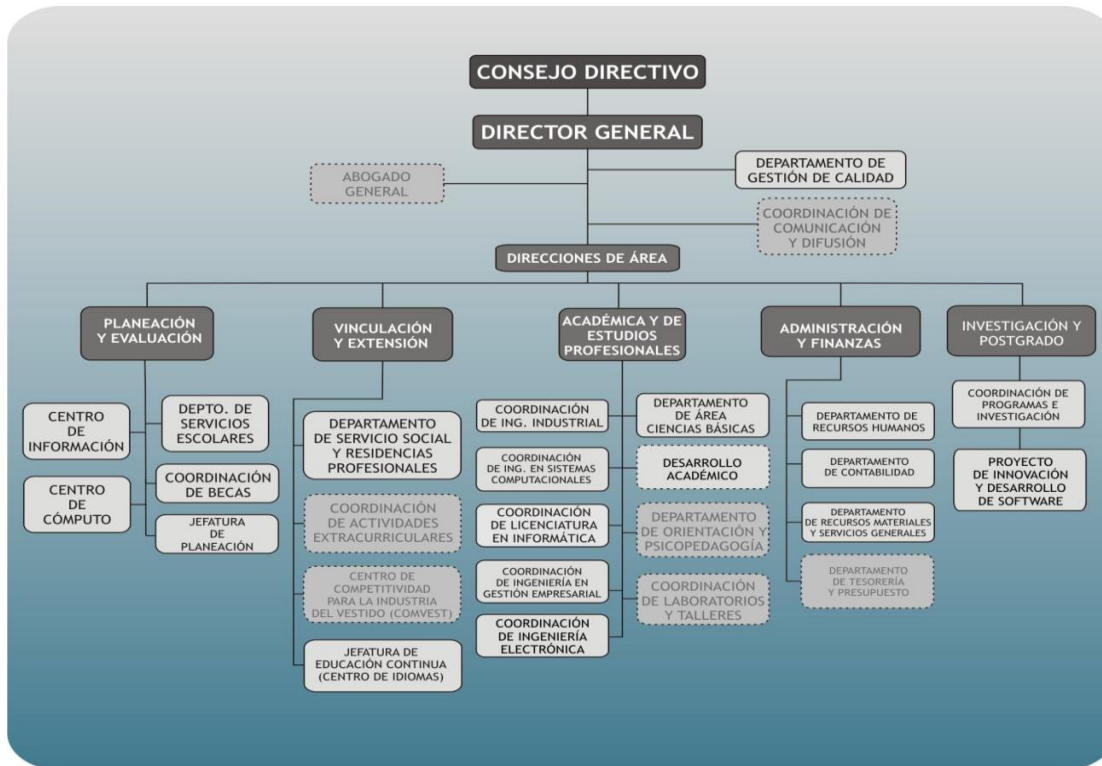 CONSEJO DIRECTIVO
DIRECTOR GENERAL
ABOGADO
GENERAL
DEPARTAMENTO DE
GESTIÓN DE CALIDAD
COORDINACIÓN DE
COMUNICACIÓN
Y DIFUSIÓN
DIRECCIONES DE ÁREA
PLANEACIÓN
Y EVALUACIÓN
VINCULACIÓN
Y EXTENSIÓN
ACADÉMICA Y DE
ESTUDIOS
PROFESIONALES
ADMINISTRACIÓN
Y FINANZAS
INVESTIGACIÓN Y
POSTGRADO
CENTRO
DE
INFORMACIÓN
DEPTO. DE
SERVICIOS
ESCOLARES
CENTRO
DE
CÓMPUTO
COORDINACIÓN
DE BECAS
JEFATURA
DE
PLANEACIÓN
DEPARTAMENTO
DE SERVICIO SOCIAL
Y RESIDENCIAS
PROFESIONALES
COORDINACIÓN
DE ACTIVIDADES
EXTRACURRICULARES
CENTRO DE
COMPETITIVIDAD
PARA LA INDUSTRIA
DEL VESTIDO (COMVEST)
JEFATURA DE
EDUCACIÓN CONTINUA
(CENTRO DE IDIOMAS)
COORDINACIÓN
DE ING. INDUSTRIAL
DEPARTAMENTO
DE ÁREA
CIENCIAS BÁSICAS
COORDINACIÓN
DE ING. EN SISTEMAS
COMPUTACIONALES
DESARROLLO
ACADÉMICO
COORDINACIÓN
DE LICENCIATURA
EN INFORMÁTICA
DEPARTAMENTO
DE ORIENTACIÓN Y
PSICOPEDAGOGÍA
COORDINACIÓN
DE INGENIERÍA EN
GESTIÓN EMPRESARIAL
COORDINACIÓN
DE LABORATORIOS
Y TALLERES
COORDINACIÓN
DE INGENIERÍA
ELECTRÓNICA
DEPARTAMENTO DE
RECURSOS HUMANOS
DEPARTAMENTO
DE CONTABILIDAD
DEPARTAMENTO
DE RECURSOS MATERIALES
Y SERVICIOS GENERALES
DEPARTAMENTO
DE TESORERÍA
Y PRESUPUESTO
COORDINACIÓN DE
PROGRAMAS E
INVESTIGACIÓN
PROYECTO
DE INNOVACIÓN
Y DESARROLLO
DE SOFTWARE